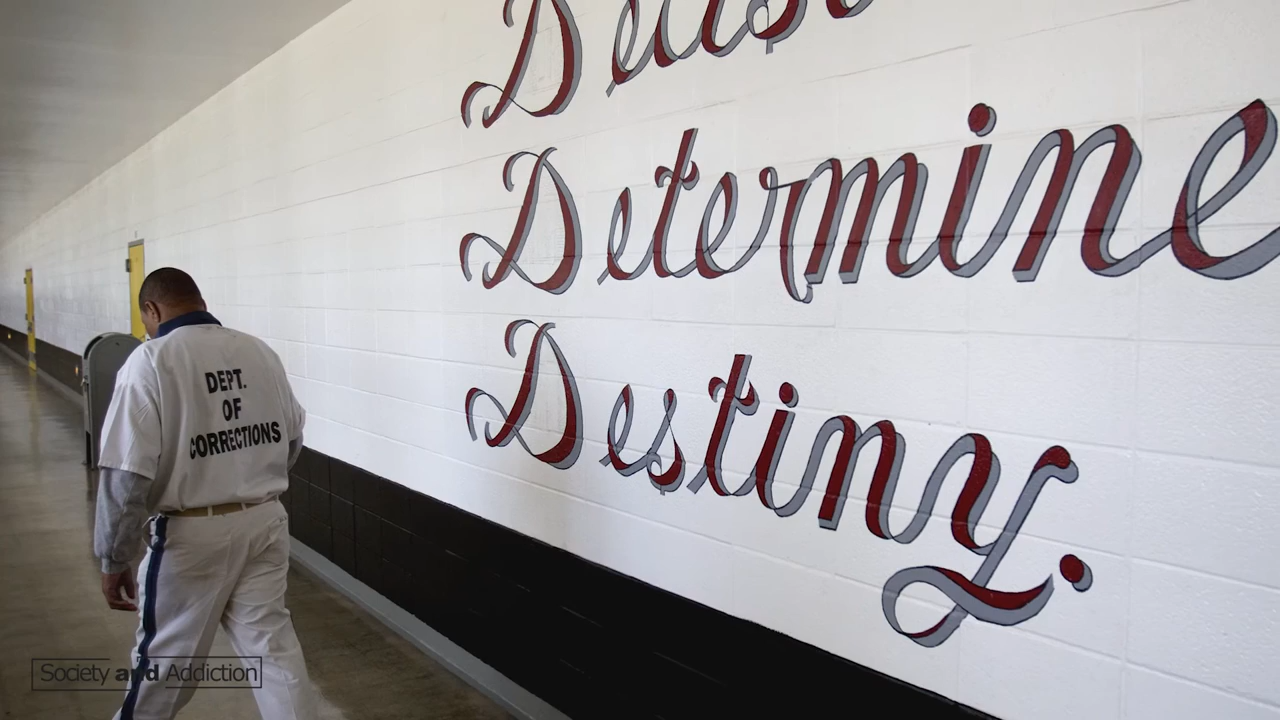 Determine
Destiny.
DEPT.
OF
CORRECTIONS
Society and Addiction